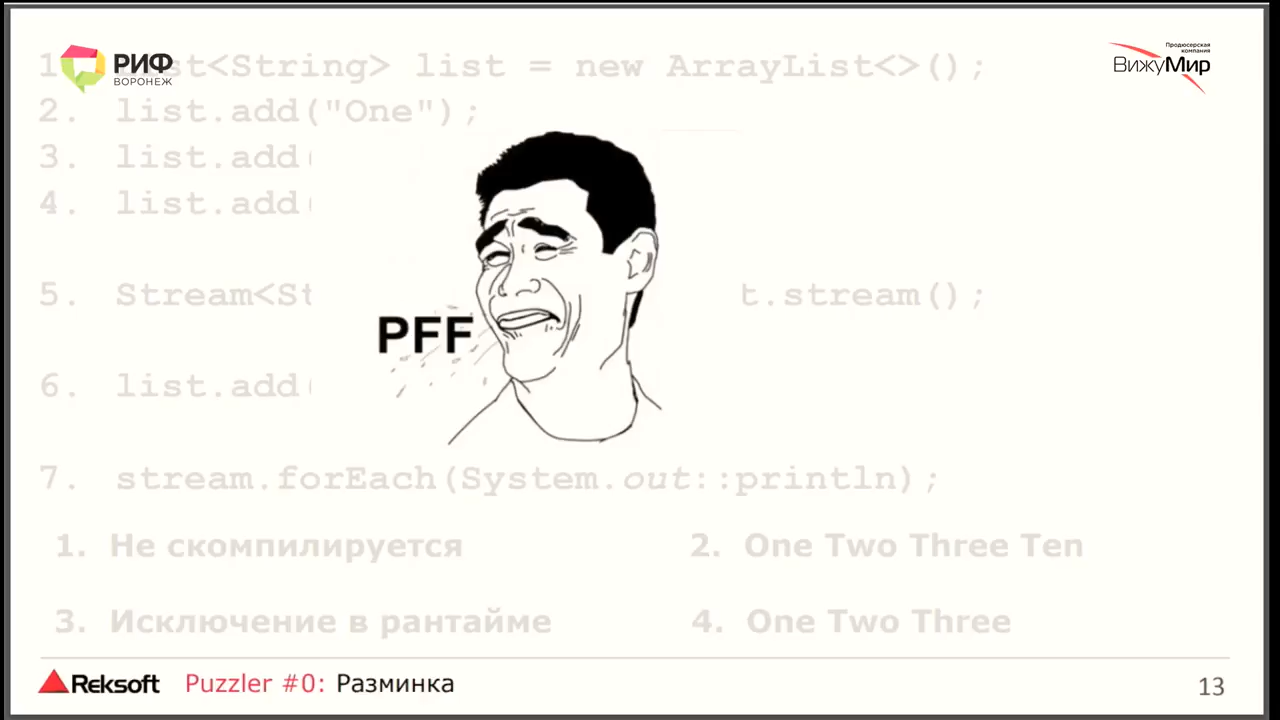 РИФ
ВОРОНЕЖ
Продюсерская
компания
ВижуМир
1. List<String> list = new ArrayList<>();
2. list.add("One");
3. list.add(
4. list.add(
5. Stream<St t.stream();
PFF
6. list.add(
7. stream.forEach(System.out::println);
1. Не скомпилируется
2. One Two Three Ten
3. Исключение в рантайме
4. One Two Three
Reksoft
Puzzler #0: Разминка
13